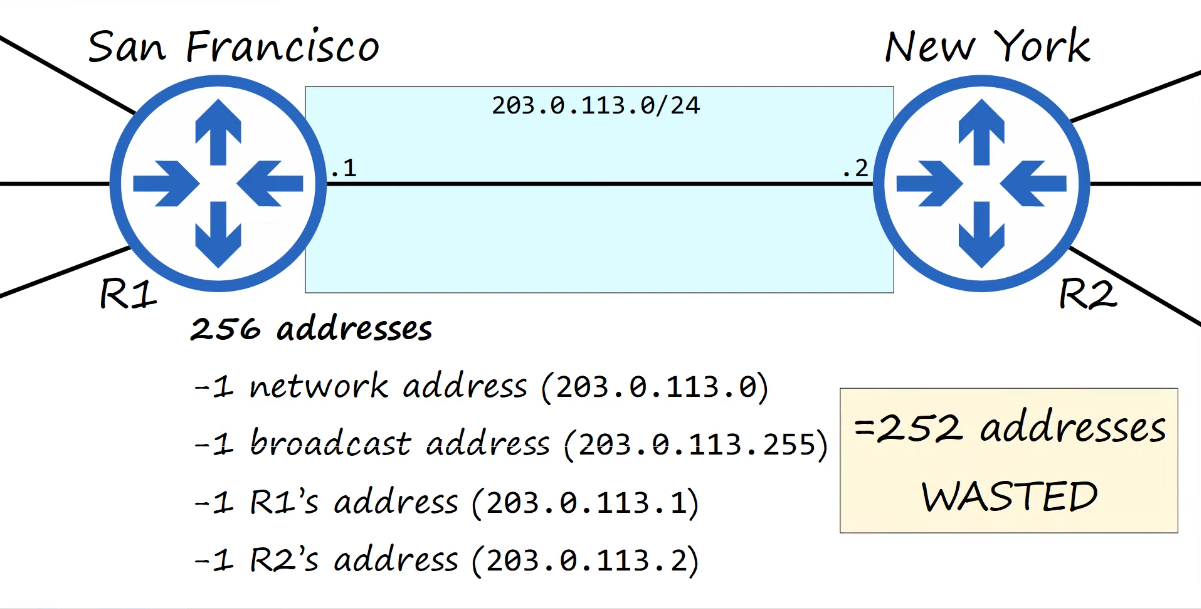 San Francisco
New York
203.0.113.0/24
.1
.2
R1
R2
256 addresses
-1 network address (203.0.113.0)
-1 broadcast address (203.0.113.255)
-1 R1's address (203.0.113.1)
-1 R2's address (203.0.113.2)
=252 addresses
WASTED